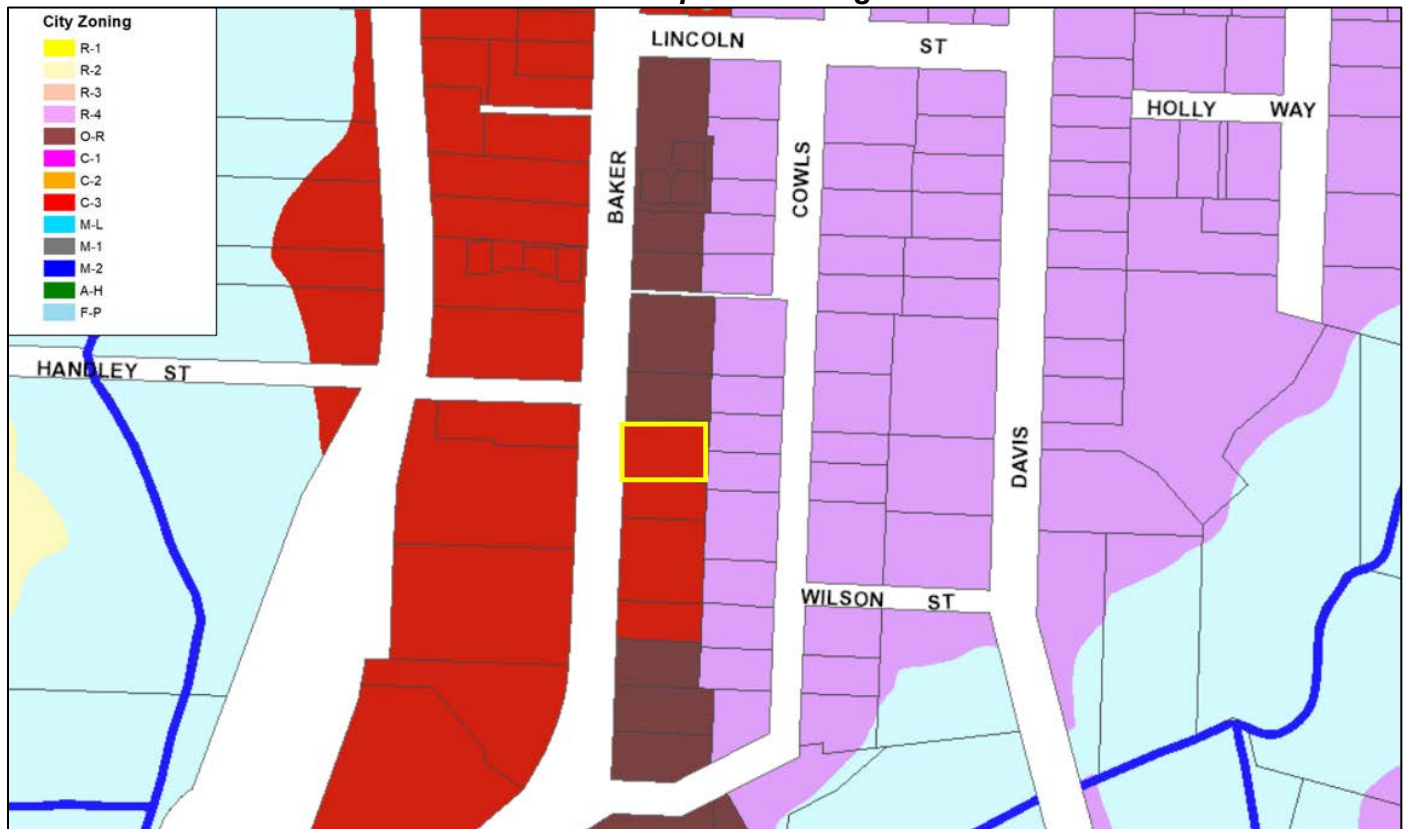 City Zoning
R-1
R-2
R-3
R-4
O-R
C-1
C-2
C-3
M-L
M-1
M-2
A-H
F-P
LINCOLN ST
HOLLY WAY
BAKER
COWLS
HANDLEY ST
DAVIS
WILSON ST